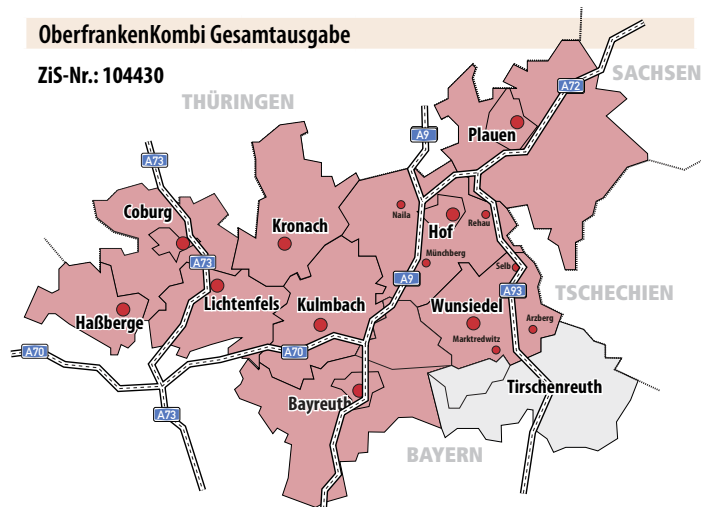 OberfrankenKombi Gesamtausgabe
ZiS-Nr.: 104430
SACHSEN
A72
THÜRINGEN
Plauen
A9
A73
Naila
Rehau
Coburg
Kronach
Hof
Münchberg
A73
Selb
A9
A93
TSCHECHIEN
Lichtenfels
Kulmbach
Wunsiedel
Haßberge
Arzberg
Marktredwitz
A70
A70
Tirschenreuth
Bayreuth
A73
BAYERN